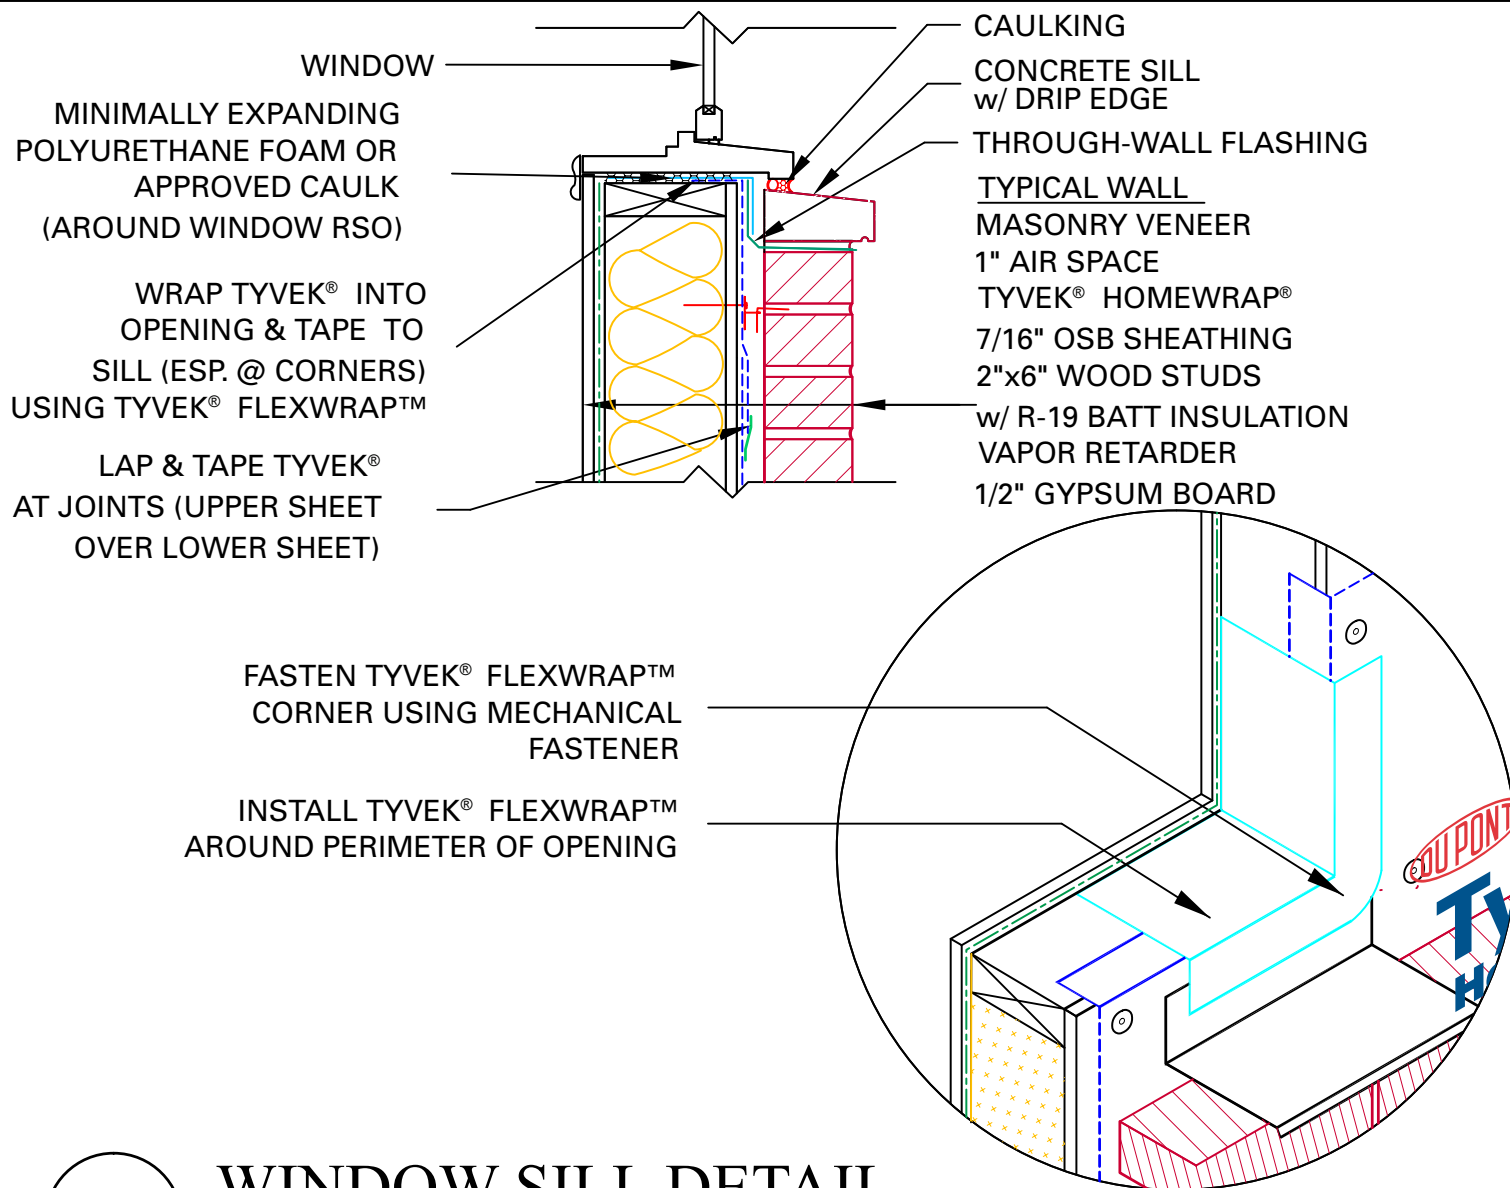 WINDOW
MINIMALLY EXPANDING
POLYURETHANE FOAM OR
APPROVED CAULK
(AROUND WINDOW RSO)
WRAP TYVEK® INTO
OPENING & TAPE TO
SILL (ESP. @ CORNERS)
USING TYVEK® FLEXWRAP™
LAP & TAPE TYVEK®
AT JOINTS (UPPER SHEET
OVER LOWER SHEET)
CAULKING
CONCRETE SILL
w/ DRIP EDGE
THROUGH-WALL FLASHING
TYPICAL WALL
MASONRY VENEER
1" AIR SPACE
TYVEK® HOMEWRAP®
7/16" OSB SHEATHING
2"x6" WOOD STUDS
w/ R-19 BATT INSULATION
VAPOR RETARDER
1/2" GYPSUM BOARD
FASTEN TYVEK® FLEXWRAP™
CORNER USING MECHANICAL
FASTENER
INSTALL TYVEK® FLEXWRAP™
AROUND PERIMETER OF OPENING
DUPONT
WINDOW SILL DETAIL